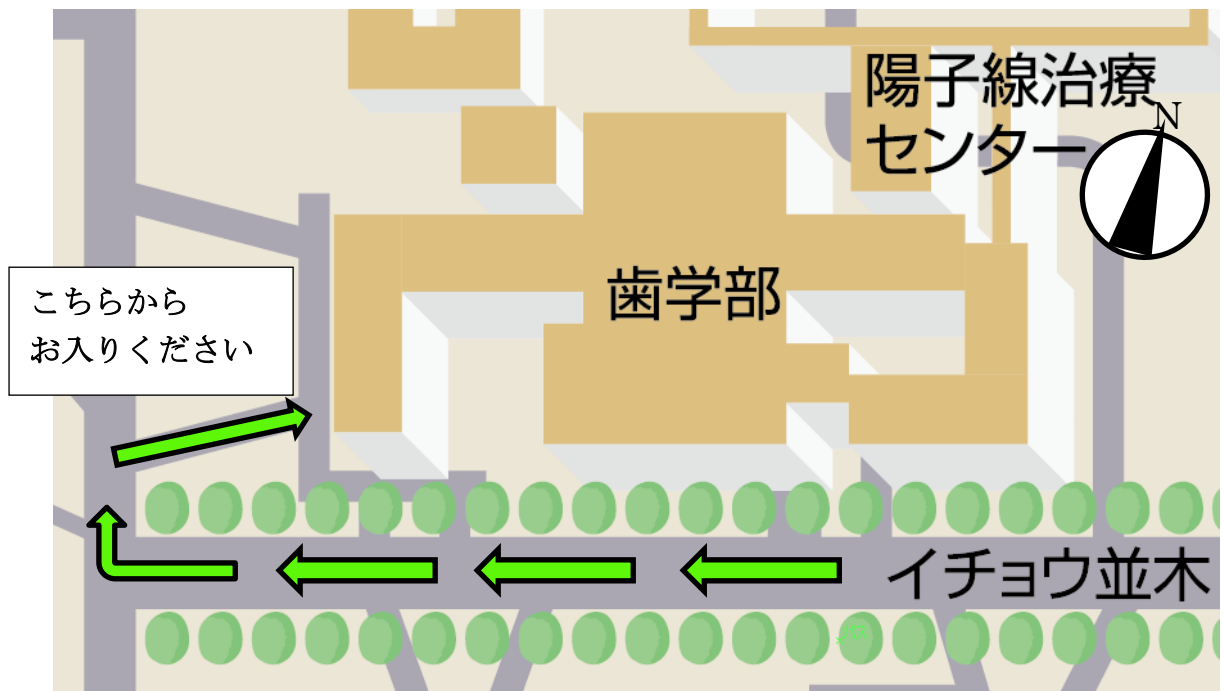 陽子線治療
センター
N
歯学部
こちらから
お入りください
イチョウ並木